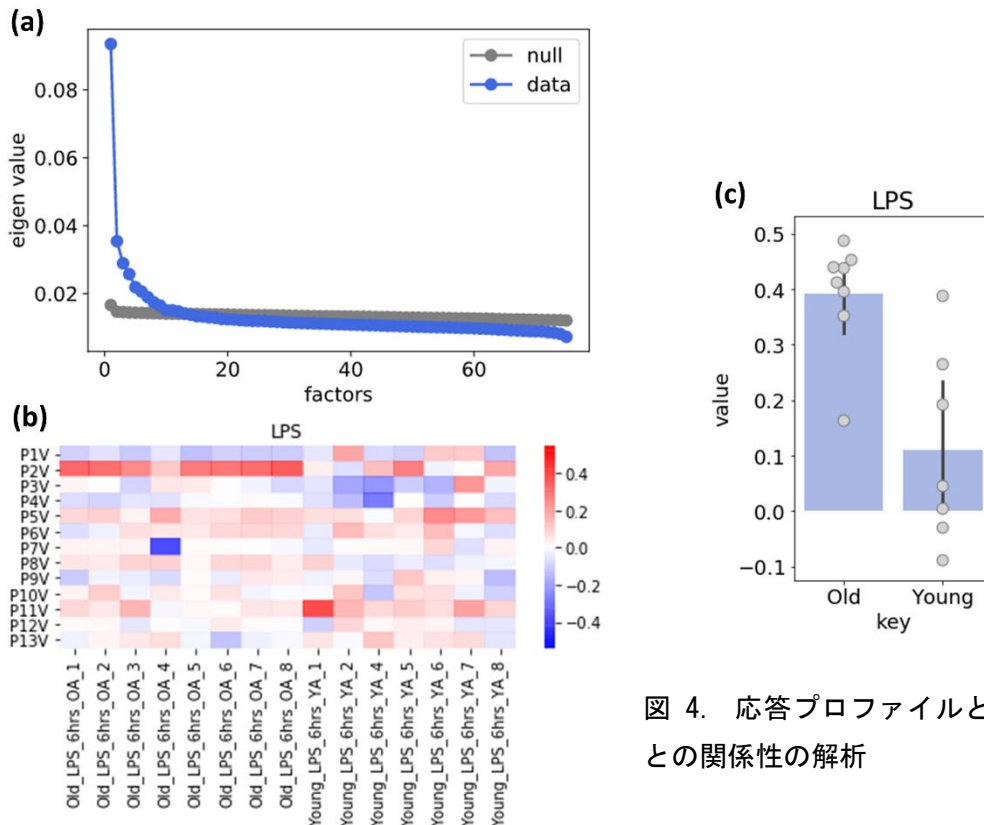 (a)
null
data
0.08
0.06
0.04
0.02
eigen value
0
20
40
60
factors
(b)
LPS
P1V
P2V
P3V
P4V
P5V
P6V
P7V
P8V
P9V
P10V
P11V
P12V
P13V
0.4
0.2
0.0
−0.2
−0.4
Old_LPS_6hrs_OA_1
Old_LPS_6hrs_OA_2
Old_LPS_6hrs_OA_3
Old_LPS_6hrs_OA_4
Old_LPS_6hrs_OA_5
Old_LPS_6hrs_OA_6
Old_LPS_6hrs_OA_7
Old_LPS_6hrs_OA_8
Young_LPS_6hrs_YA_1
Young_LPS_6hrs_YA_2
Young_LPS_6hrs_YA_4
Young_LPS_6hrs_YA_5
Young_LPS_6hrs_YA_6
Young_LPS_6hrs_YA_7
Young_LPS_6hrs_YA_8
(c)
LPS
0.5
0.4
0.3
0.2
0.1
0.0
−0.1
value
Old Young
key
図 4. 応答プロファイルと
との関係性の解析